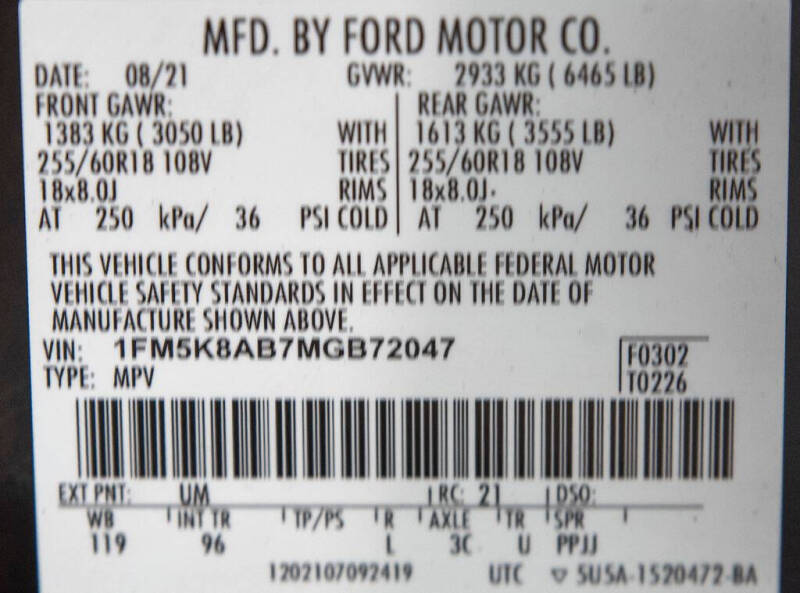 MFD. BY FORD MOTOR CO.
DATE: 08/21 GVWR: 2933 KG ( 6465 LB)
FRONT GAWR: REAR GAWR:
1383 KG ( 3050 LB) WITH 1613 KG ( 3555 LB) WITH
255/60R18 108V TIRES 255/60R18 108V TIRES
18x8.0J RIMS 18x8.0J RIMS
AT 250 kPa/ 36 PSI COLD AT 250 kPa/ 36 PSI COLD
THIS VEHICLE CONFORMS TO ALL APPLICABLE FEDERAL MOTOR
VEHICLE SAFETY STANDARDS IN EFFECT ON THE DATE OF
MANUFACTURE SHOWN ABOVE.
VIN: 1FM5K8AB7MGB72047 F0302
TYPE: MPV T0226
EXT PNT: UM RC: 21 DSO:
WB INT TR TP/PS R AXLE TR SPR
119 96 L 3C U PPJJ
1202107092419 UTC ▽ 5U5A-1520472-BA